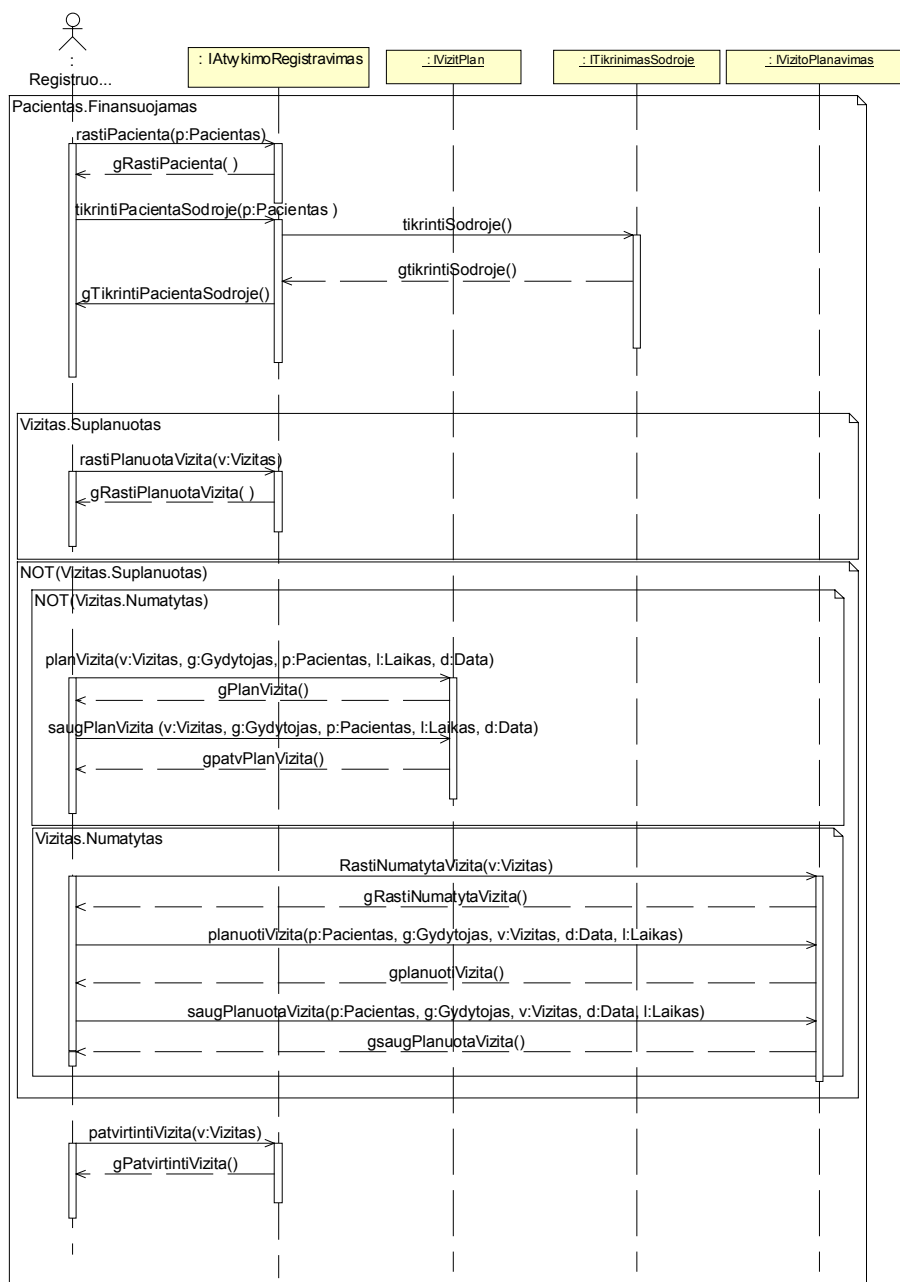 :
Registruo...
: IAtvykimoRegistravimas
: IVizitPlan
: ITikrinimasSodroje
: IVizitoPlanavimas
Pacientas.Finansuojamas
rastiPacienta(p:Pacientas)
gRastiPacienta( )
tikrintiPacientaSodroje(p:Pacientas )
tikrintiSodroje()
gtikrintiSodroje()
gTikrintiPacientaSodroje()
Vizitas.Suplanuotas
rastiPlanuotaVizita(v:Vizitas)
gRastiPlanuotaVizita( )
NOT(Vizitas.Suplanuotas)
NOT(Vizitas.Numatytas)
planVizita(v:Vizitas, g:Gydytojas, p:Pacientas, l:Laikas, d:Data)
gPlanVizita()
saugPlanVizita (v:Vizitas, g:Gydytojas, p:Pacientas, l:Laikas, d:Data)
gpatvPlanVizita()
Vizitas.Numatytas
RastiNumatytaVizita(v:Vizitas)
gRastiNumatytaVizita()
planuotiVizita(p:Pacientas, g:Gydytojas, v:Vizitas, d:Data, l:Laikas)
gplanuotiVizita()
saugPlanuotaVizita(p:Pacientas, g:Gydytojas, v:Vizitas, d:Data, l:Laikas)
gsaugPlanuotaVizita()
patvirtintiVizita(v:Vizitas)
gPatvirtintiVizita()